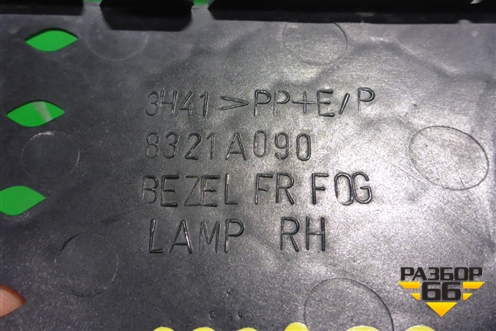 3H41 >PP+E/P
8321A090
BEZEL FR FOG
LAMP RH
РАЗБОР
66